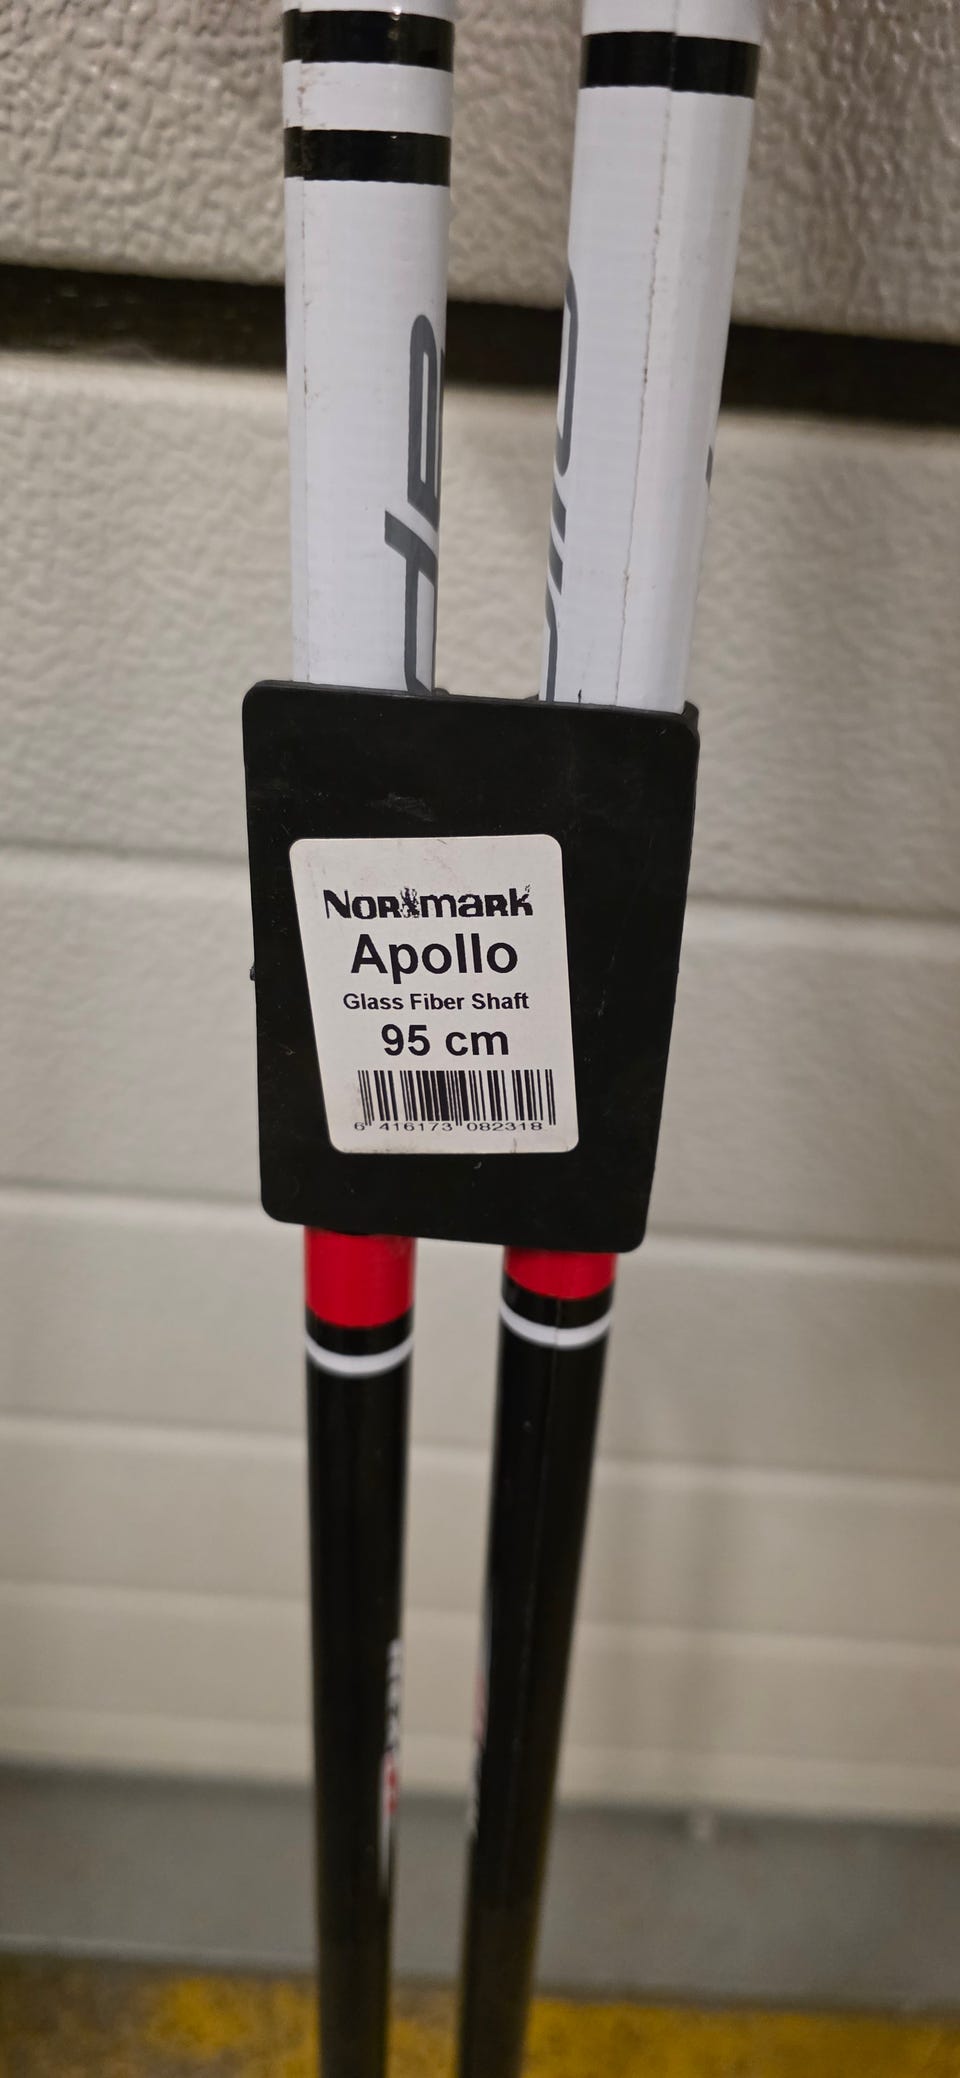 Normark
Apollo
Glass Fiber Shaft
95 cm
6 416173 082318